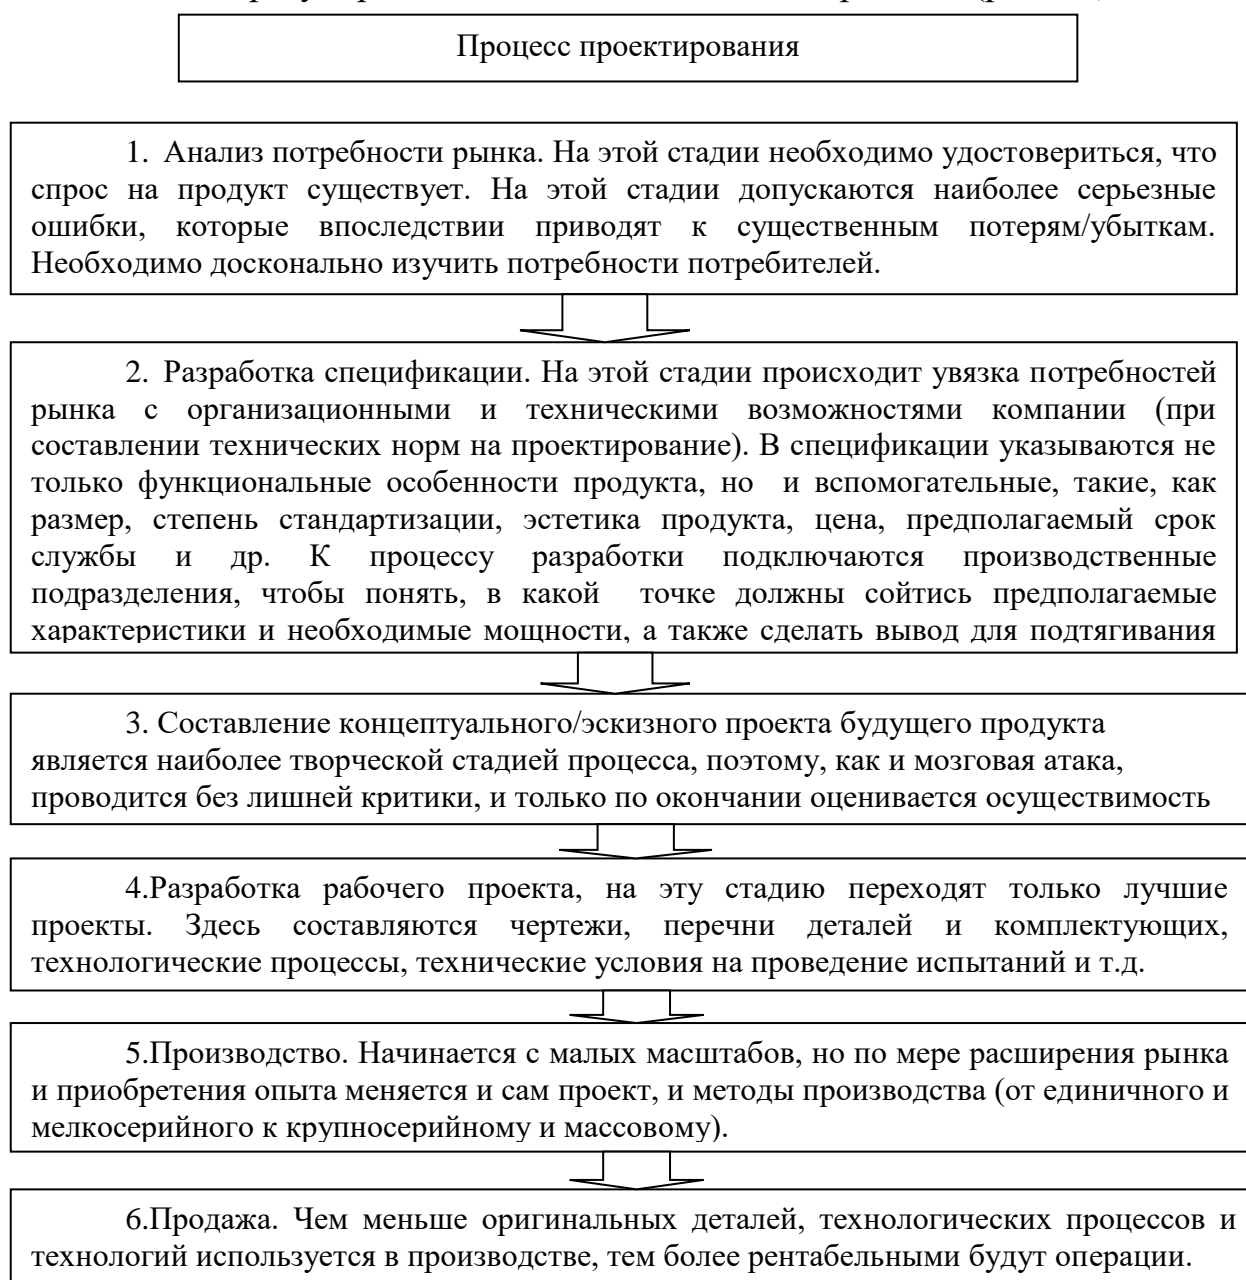 Процесс проектирования
1. Анализ потребности рынка. На этой стадии необходимо удостовериться, что
спрос на продукт существует. На этой стадии допускаются наиболее серьезные
ошибки, которые впоследствии приводят к существенным потерям/убыткам.
Необходимо досконально изучить потребности потребителей.
2. Разработка спецификации. На этой стадии происходит увязка потребностей
рынка с организационными и техническими возможностями компании (при
составлении технических норм на проектирование). В спецификации указываются не
только функциональные особенности продукта, но и вспомогательные, такие, как
размер, степень стандартизации, эстетика продукта, цена, предполагаемый срок
службы и др. К процессу разработки подключаются производственные
подразделения, чтобы понять, в какой точке должны сойтись предполагаемые
характеристики и необходимые мощности, а также сделать вывод для подтягивания
3. Составление концептуального/эскизного проекта будущего продукта
является наиболее творческой стадией процесса, поэтому, как и мозговая атака,
проводится без лишней критики, и только по окончании оценивается осуществимость
4.Разработка рабочего проекта, на эту стадию переходят только лучшие
проекты. Здесь составляются чертежи, перечни деталей и комплектующих,
технологические процессы, технические условия на проведение испытаний и т.д.
5.Производство. Начинается с малых масштабов, но по мере расширения рынка
и приобретения опыта меняется и сам проект, и методы производства (от единичного и
мелкосерийного к крупносерийному и массовому).
6.Продажа. Чем меньше оригинальных деталей, технологических процессов и
технологий используется в производстве, тем более рентабельными будут операции.